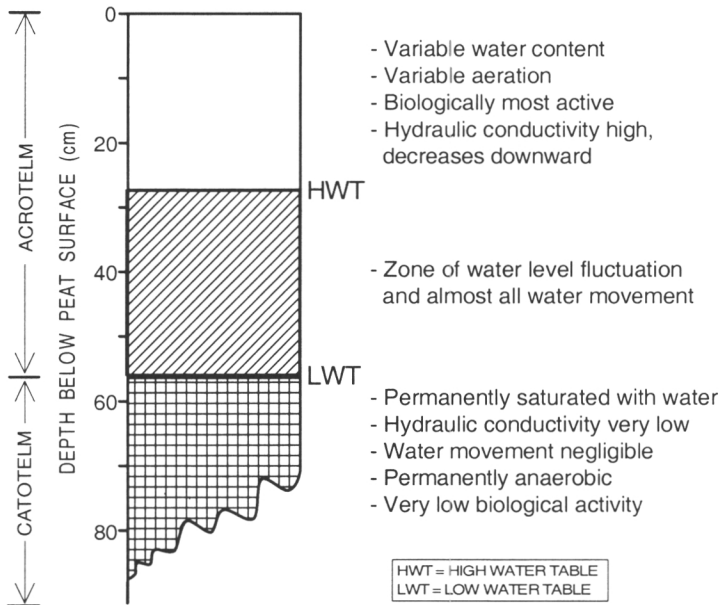 ACROTELM
CATOTELM
DEPTH BELOW PEAT SURFACE (cm)
0
20
40
60
80
- Variable water content
- Variable aeration
- Biologically most active
- Hydraulic conductivity high,
decreases downward
HWT
- Zone of water level fluctuation
and almost all water movement
LWT
- Permanently saturated with water
- Hydraulic conductivity very low
- Water movement negligible
- Permanently anaerobic
- Very low biological activity
HWT = HIGH WATER TABLE
LWT = LOW WATER TABLE